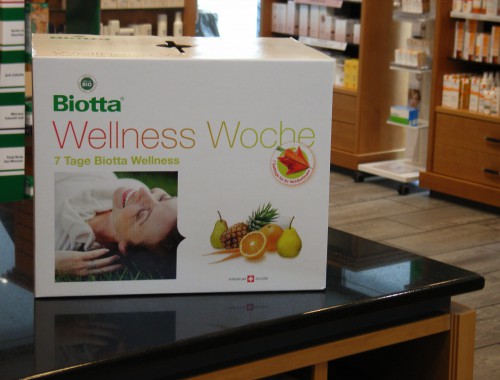 BIO
Biotta®
Wellness Woche
7 Tage Biotta Wellness